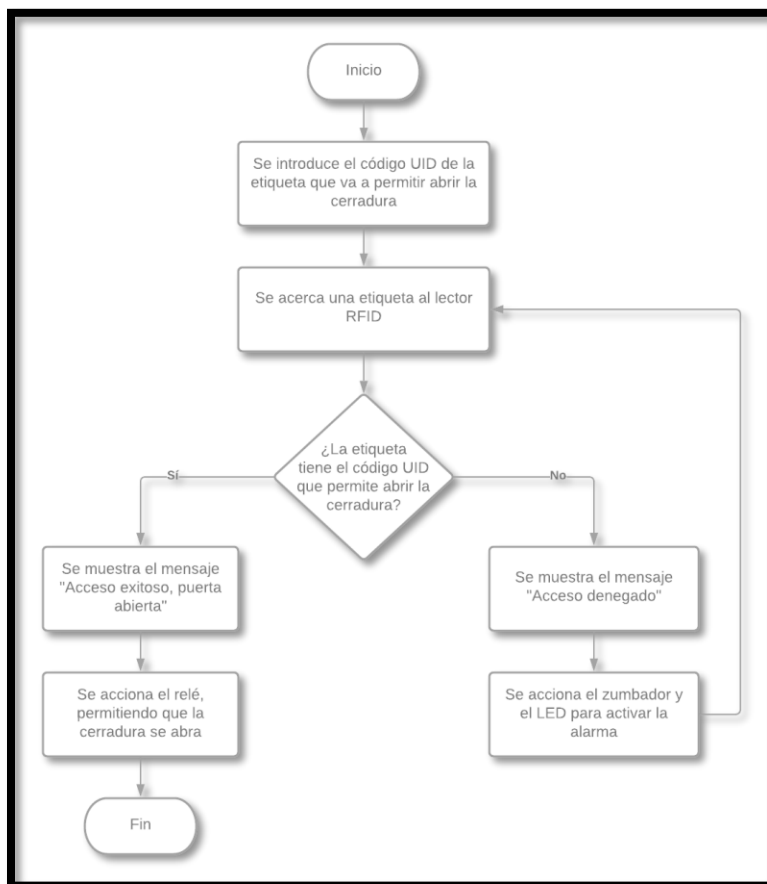 Inicio
Se introduce el código UID de la
etiqueta que va a permitir abrir la
cerradura
Se acerca una etiqueta al lector
RFID
¿La etiqueta
tiene el código UID
que permite abrir la
cerradura?
Sí
No
Se muestra el mensaje
"Acceso exitoso, puerta
abierta"
Se muestra el mensaje
"Acceso denegado"
Se acciona el relé,
permitiendo que la
cerradura se abra
Se acciona el zumbador y
el LED para activar la
alarma
Fin